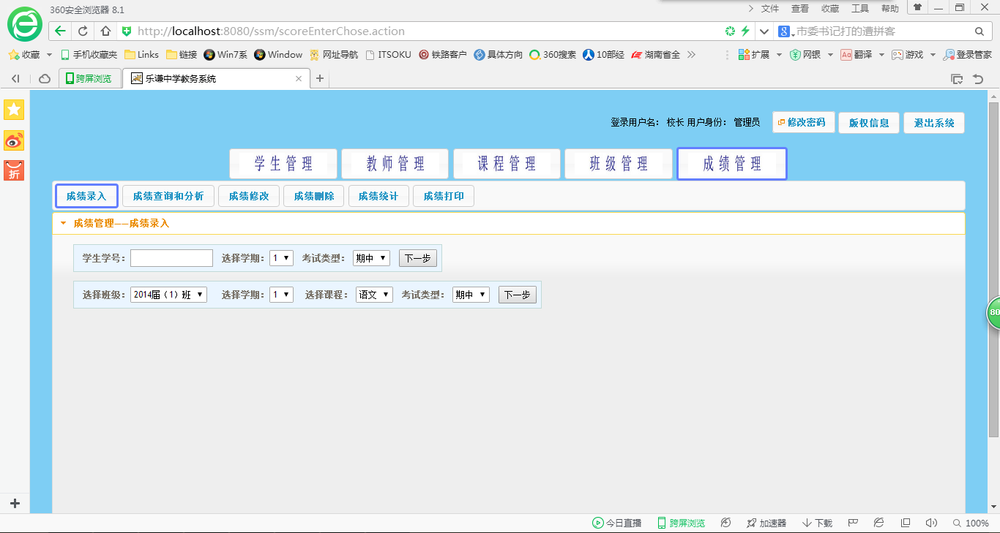 360安全浏览器 8.1
文件 查看 收藏 工具 帮助
http://localhost:8080/ssm/scoreEnterChose.action
市委书记打的遭拼客
收藏 手机收藏夹 Links 链接 Win7系 Window 网址导航 ITSOKU 铁路客户 具体方向 360搜索 10部经 湖南省全 扩展 网银 Aa 翻译 游戏 登录管家
跨屏浏览 乐谦中学教务系统
登录用户名: 校长 用户身份: 管理员 修改密码 版权信息 退出系统
折
学生管理 教师管理 课程管理 班级管理 成绩管理
成绩录入 成绩查询和分析 成绩修改 成绩删除 成绩统计 成绩打印
成绩管理——成绩录入
学生学号: 选择学期: 1 考试类型: 期中 下一步
选择班级: 2014届（1）班 选择学期: 1 选择课程: 语文 考试类型: 期中 下一步
80
今日直播 跨屏浏览 加速器 下载 100%